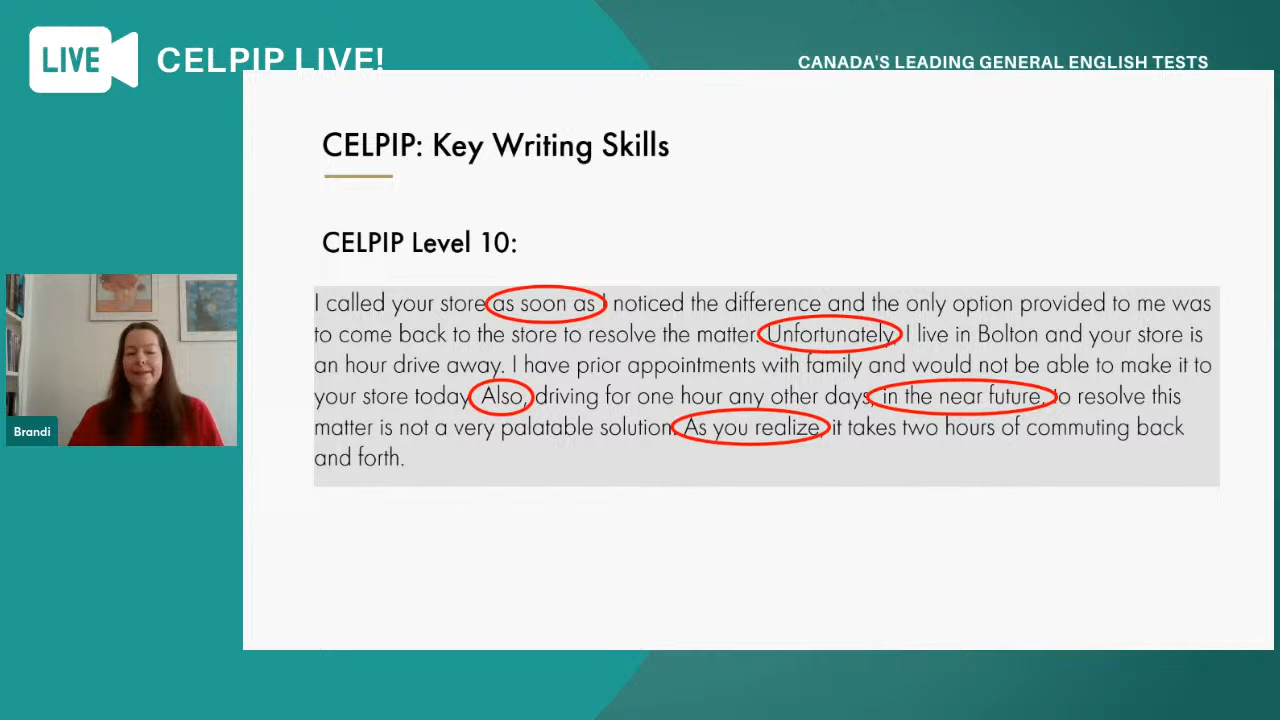 LIVE
CELPIP LIVE!
CANADA'S LEADING GENERAL ENGLISH TESTS
CELPIP: Key Writing Skills
CELPIP Level 10:
I called your store as soon as I noticed the difference and the only option provided to me was
to come back to the store to resolve the matter. Unfortunately, I live in Bolton and your store is
an hour drive away. I have prior appointments with family and would not be able to make it to
your store today. Also, driving for one hour any other days, in the near future, to resolve this
matter is not a very palatable solution. As you realize, it takes two hours of commuting back
and forth.
Brandi